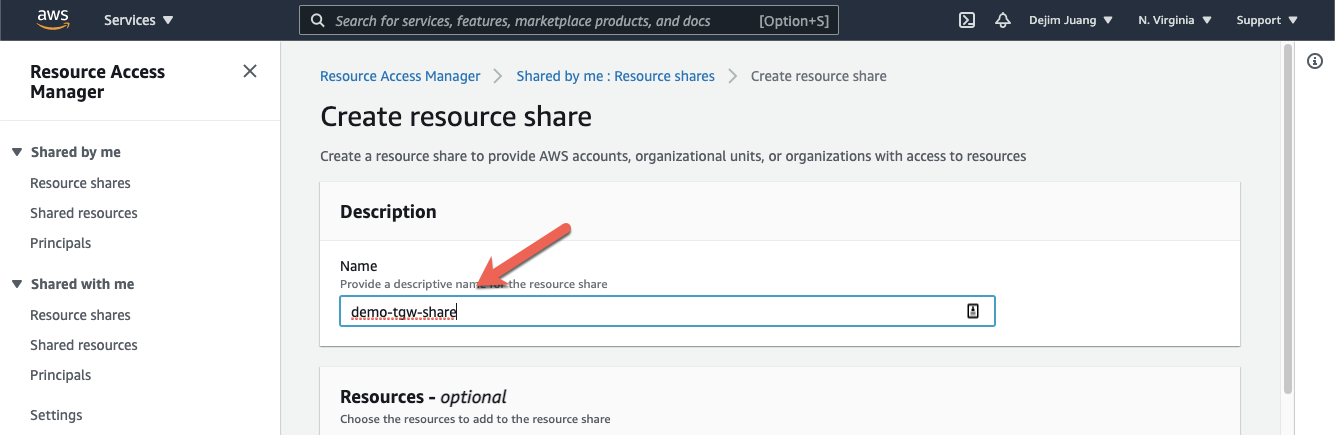 aws Services Search for services, features, marketplace products, and docs [Option+S] Dejim Juang N. Virginia Support
Resource Access
Manager
Shared by me
Resource shares
Shared resources
Principals
Shared with me
Resource shares
Shared resources
Principals
Settings
Resource Access Manager Shared by me : Resource shares Create resource share
Create resource share
Create a resource share to provide AWS accounts, organizational units, or organizations with access to resources
Description
Name
Provide a descriptive name for the resource share
demo-tgw-share
Resources - optional
Choose the resources to add to the resource share